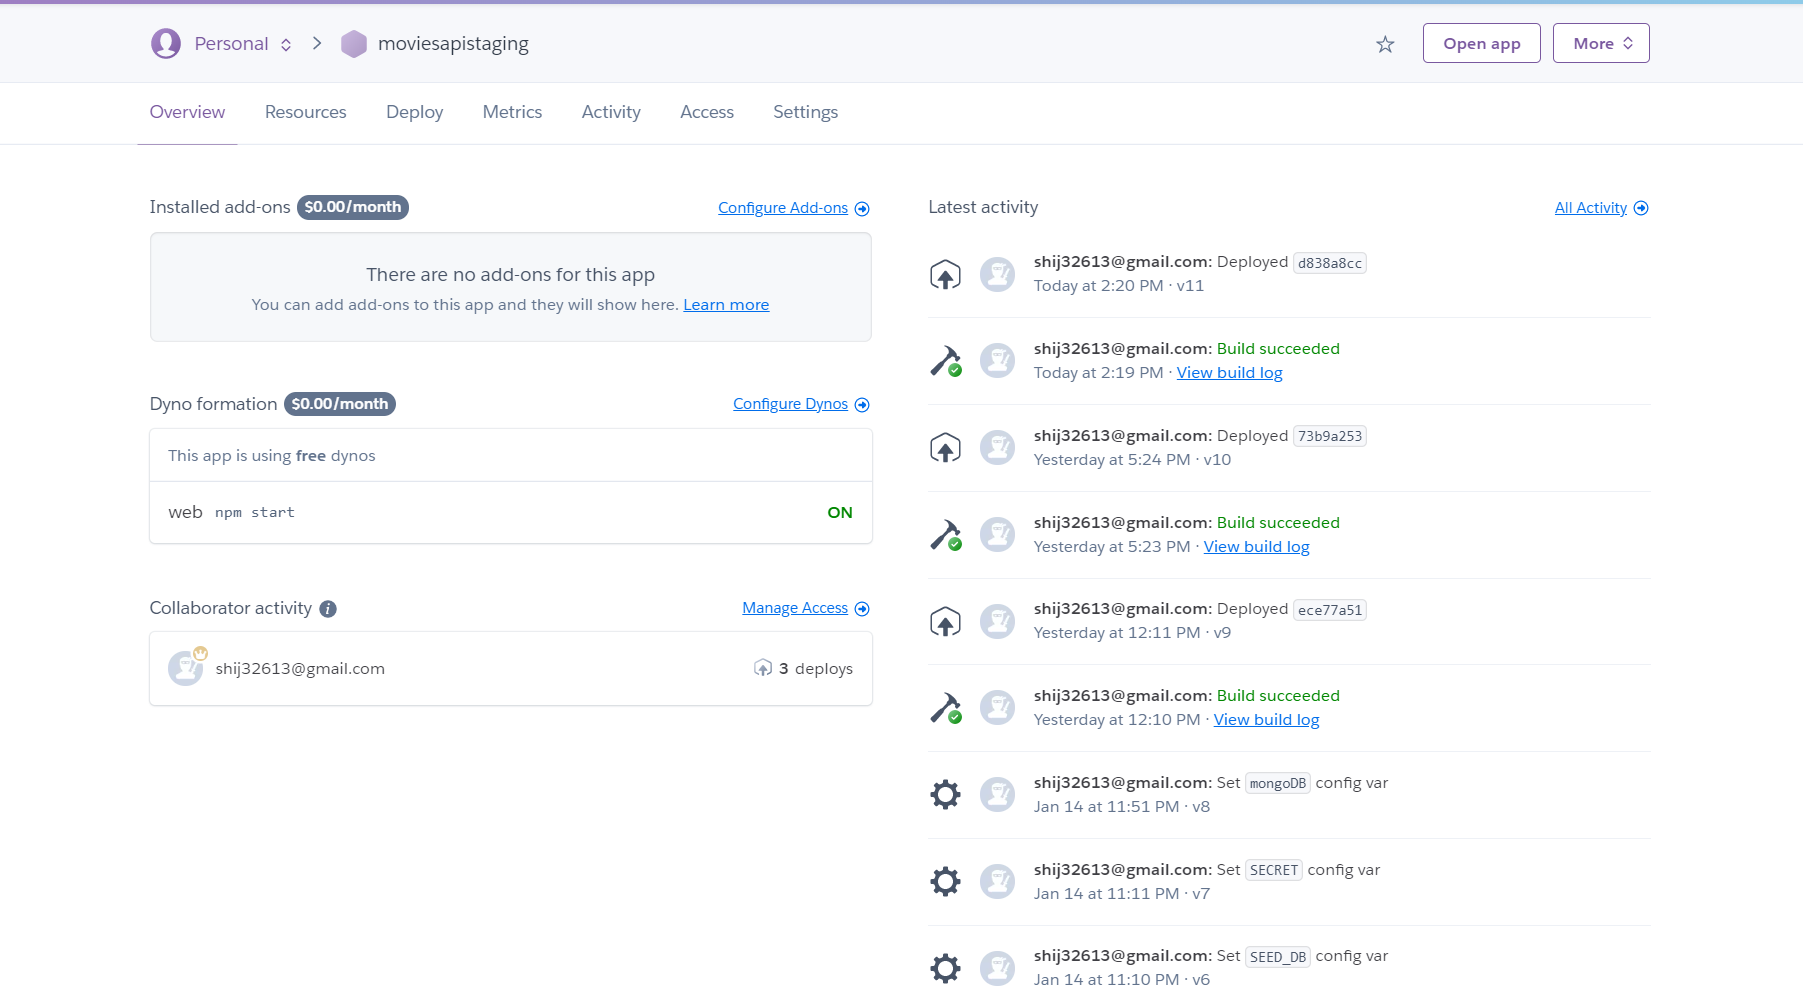 Personal
moviesapistaging
Open app
More
Overview
Resources
Deploy
Metrics
Activity
Access
Settings
Installed add-ons $0.00/month
Configure Add-ons
There are no add-ons for this app
You can add add-ons to this app and they will show here. Learn more
Dyno formation $0.00/month
Configure Dynos
This app is using free dynos
web npm start
ON
Collaborator activity i
Manage Access
shij32613@gmail.com
3 deploys
Latest activity
All Activity
shij32613@gmail.com: Deployed d838a8cc
Today at 2:20 PM · v11
shij32613@gmail.com: Build succeeded
Today at 2:19 PM · View build log
shij32613@gmail.com: Deployed 73b9a253
Yesterday at 5:24 PM · v10
shij32613@gmail.com: Build succeeded
Yesterday at 5:23 PM · View build log
shij32613@gmail.com: Deployed ece77a51
Yesterday at 12:11 PM · v9
shij32613@gmail.com: Build succeeded
Yesterday at 12:10 PM · View build log
shij32613@gmail.com: Set mongoDB config var
Jan 14 at 11:51 PM · v8
shij32613@gmail.com: Set SECRET config var
Jan 14 at 11:11 PM · v7
shij32613@gmail.com: Set SEED_DB config var
Jan 14 at 11:10 PM · v6